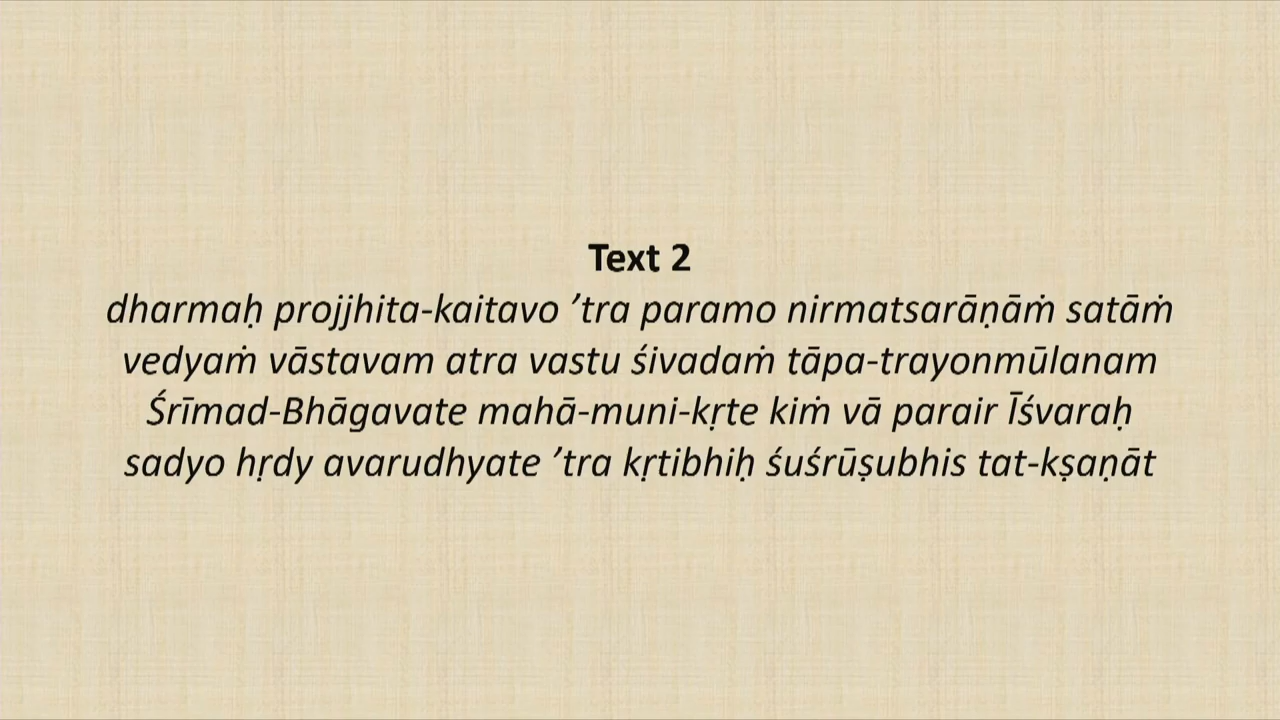 Text 2
dharmaḥ projjhita-kaitavo ’tra paramo nirmatsarāṇāṁ satāṁ
vedyaṁ vāstavam atra vastu śivadaṁ tāpa-trayonmūlanam
Śrīmad-Bhāgavate mahā-muni-kṛte kiṁ vā parair Īśvaraḥ
sadyo hṛdy avarudhyate ’tra kṛtibhiḥ śuśrūṣubhis tat-kṣaṇāt